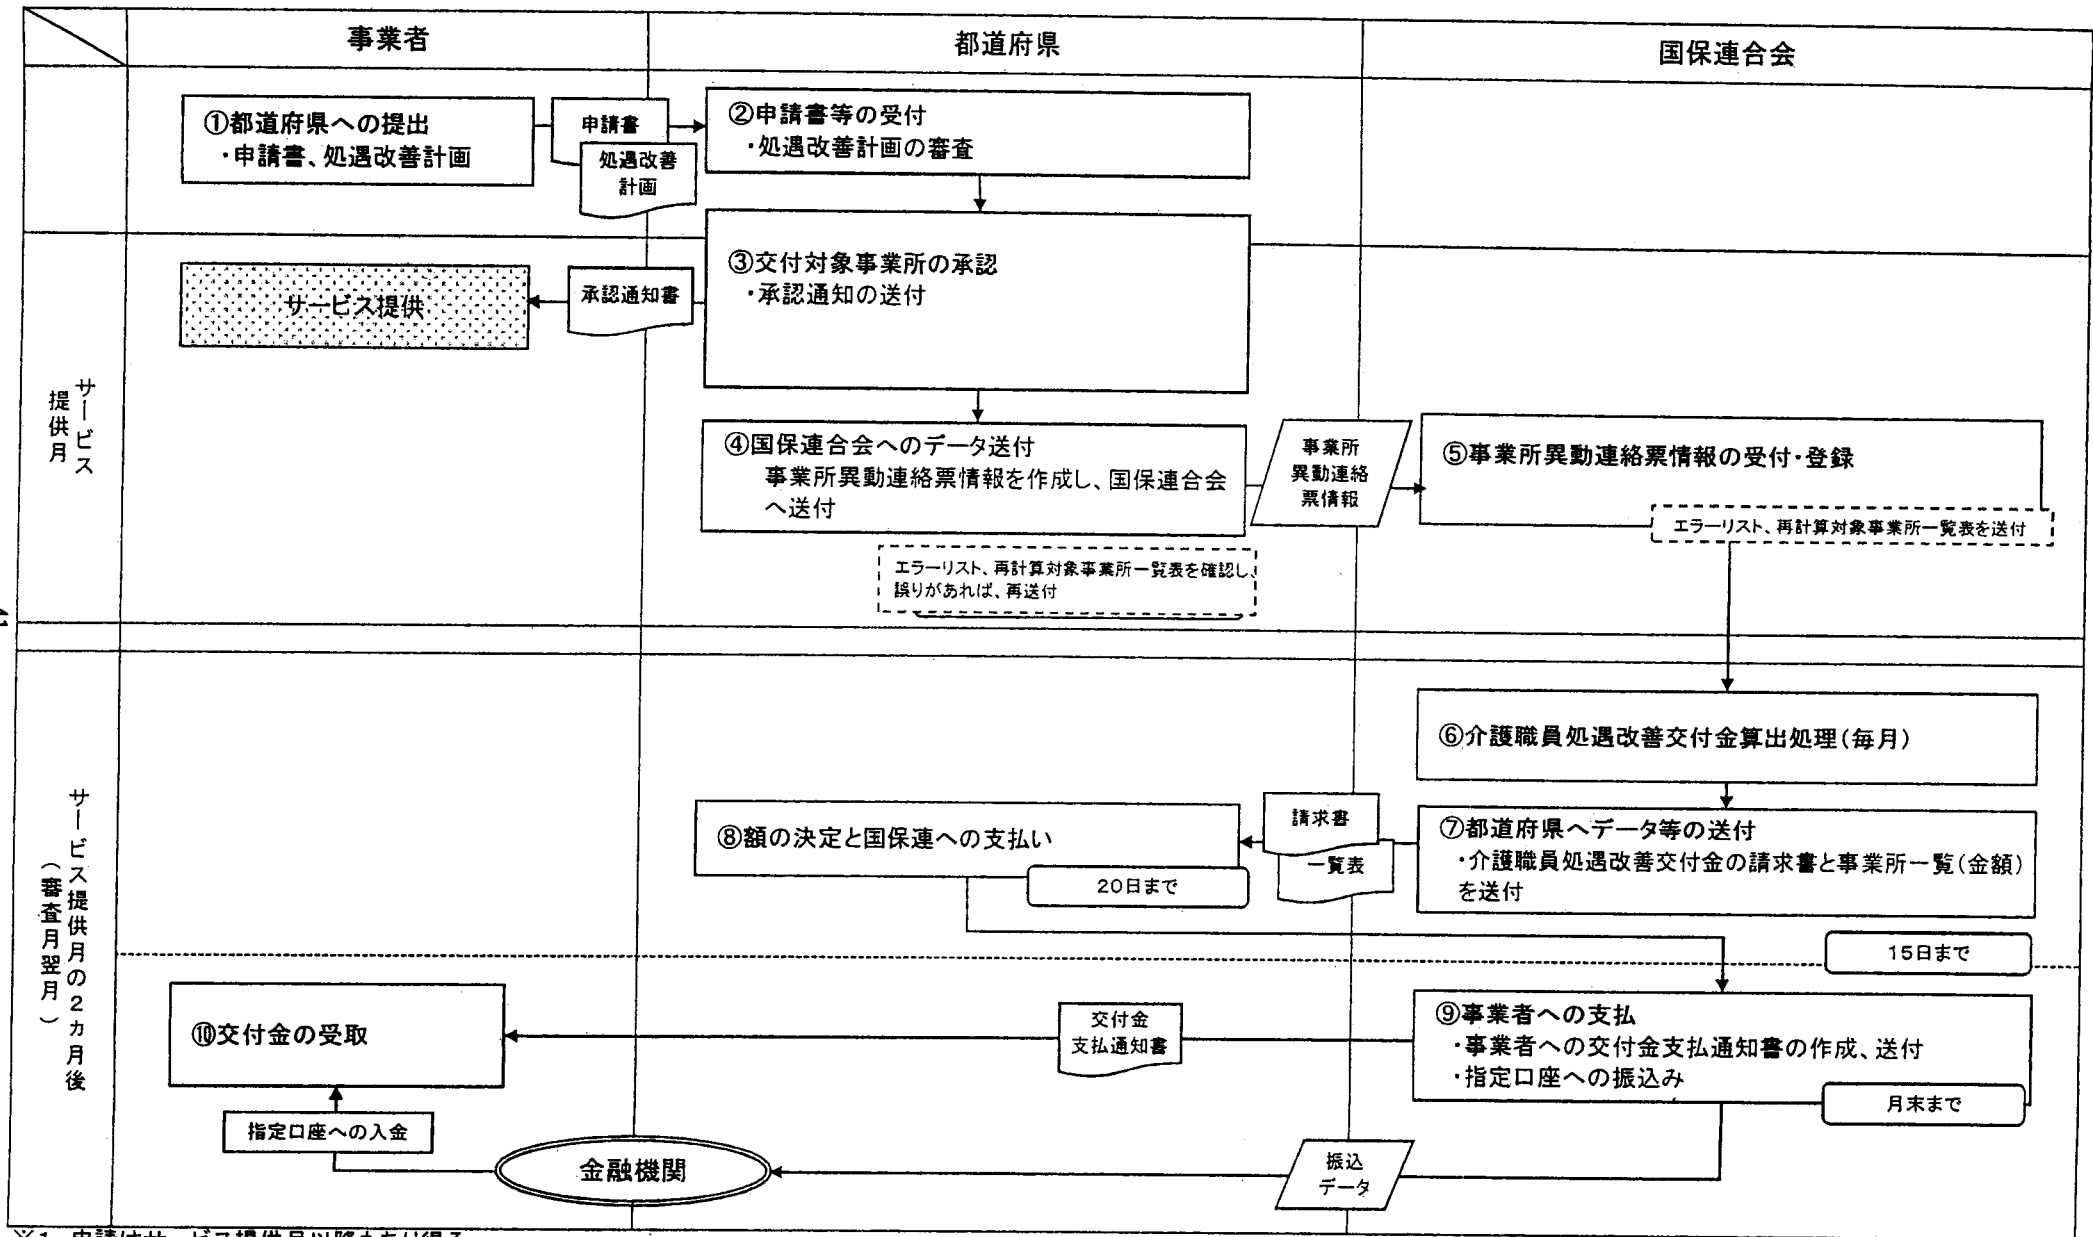 事業者
都道府県
国保連合会
①都道府県への提出
・申請書、処遇改善計画
申請書
処遇改善
計画
②申請書等の受付
・処遇改善計画の審査
サービス
提供月
③交付対象事業所の承認
・承認通知の送付
承認通知書
サービス提供
④国保連合会へのデータ送付
事業所異動連絡票情報を作成し、国保連合会
へ送付
事業所
異動連絡
票情報
⑤事業所異動連絡票情報の受付・登録
エラーリスト、再計算対象事業所一覧表を送付
エラーリスト、再計算対象事業所一覧表を確認し、
誤りがあれば、再送付
サービス提供月の2カ月後
（審査月翌月）
⑥介護職員処遇改善交付金算出処理（毎月）
⑦都道府県へデータ等の送付
・介護職員処遇改善交付金の請求書と事業所一覧（金額）
を送付
15日まで
請求書
一覧表
⑧額の決定と国保連への支払い
20日まで
⑨事業者への支払
・事業者への交付金支払通知書の作成、送付
・指定口座への振込み
月末まで
交付金
支払通知書
⑩交付金の受取
指定口座への入金
金融機関
振込
データ